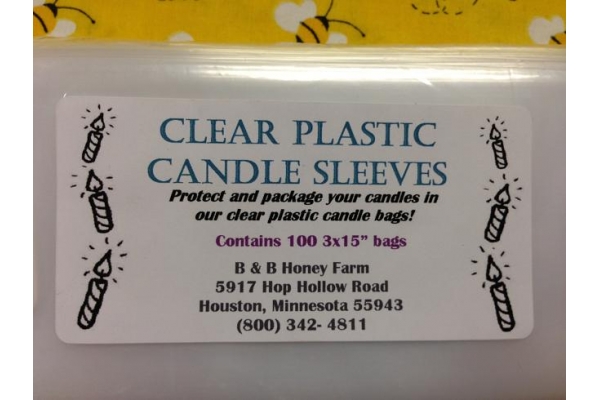 CLEAR PLASTIC
CANDLE SLEEVES
Protect and package your candles in
our clear plastic candle bags!
Contains 100 3x15" bags
B & B Honey Farm
5917 Hop Hollow Road
Houston, Minnesota 55943
(800) 342- 4811